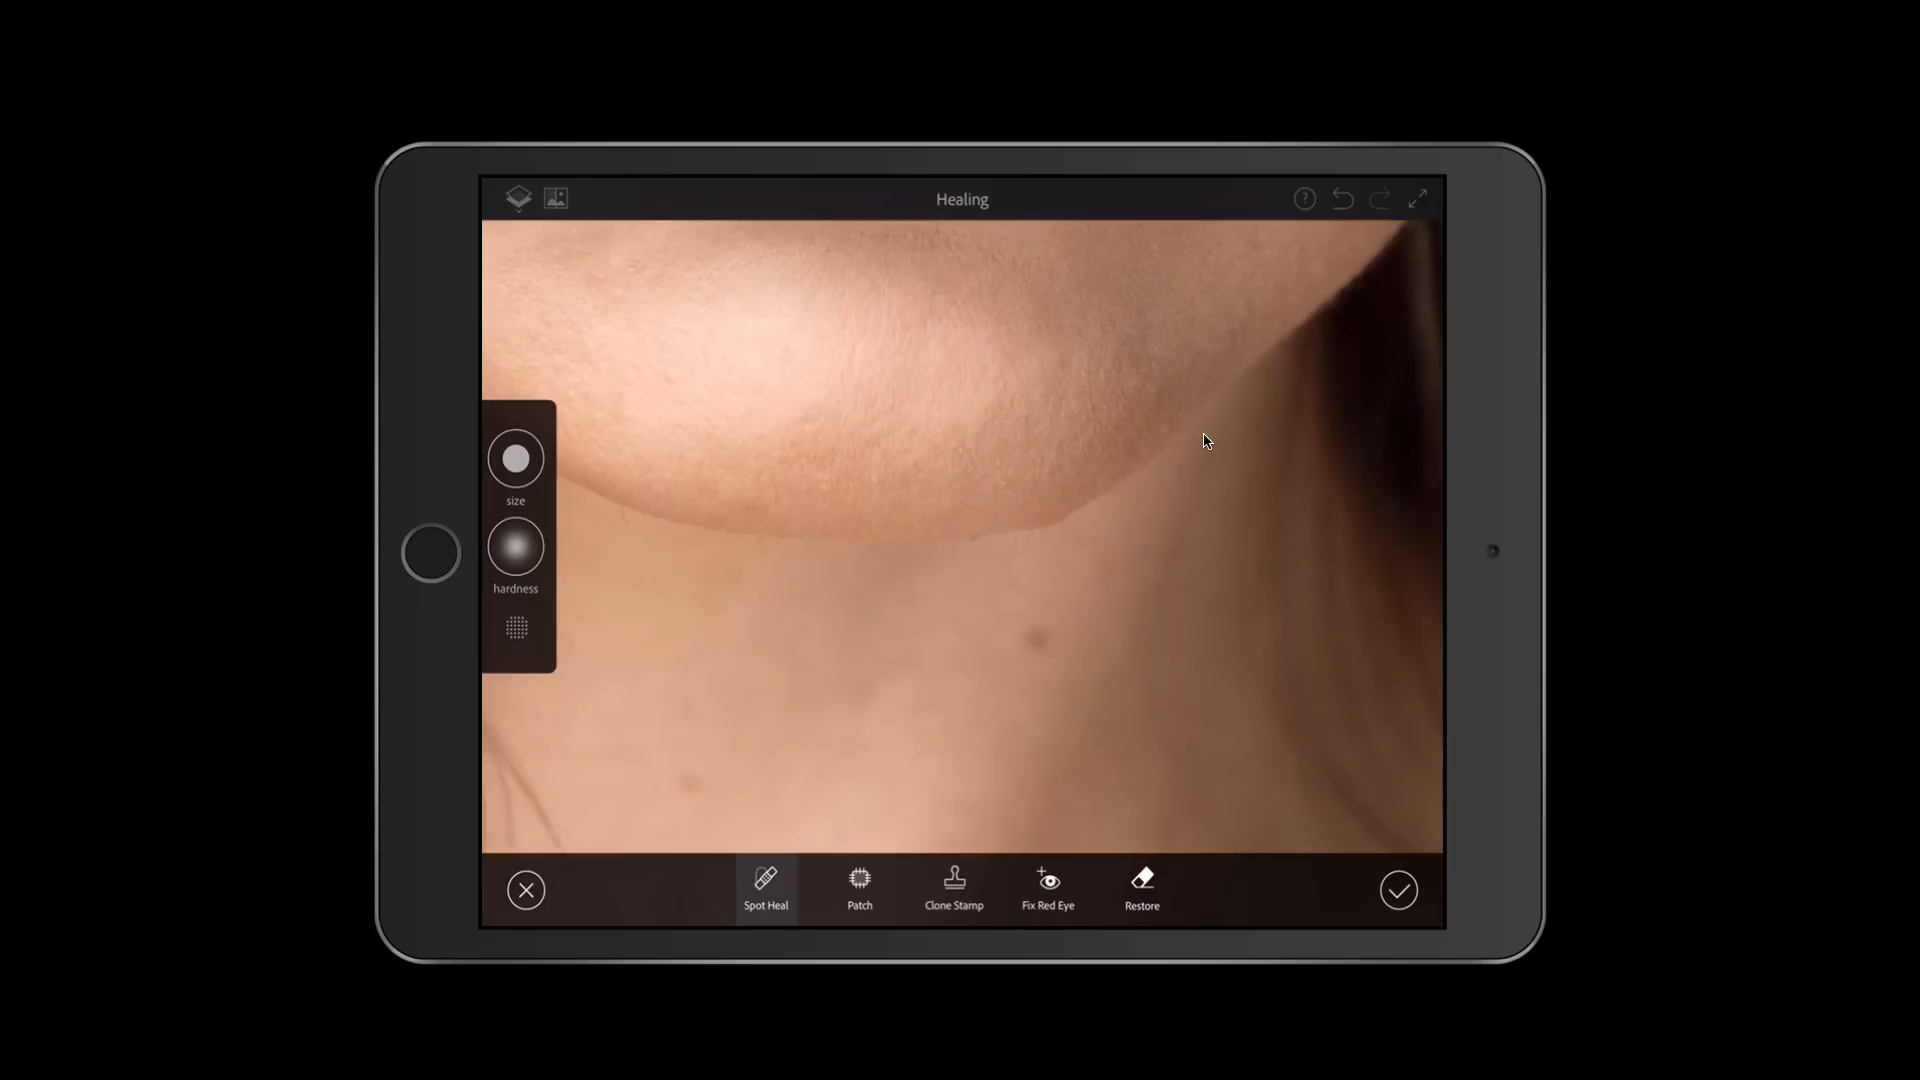 Healing
size
hardness
Spot Heal
Patch
Clone Stamp
Fix Red Eye
Restore